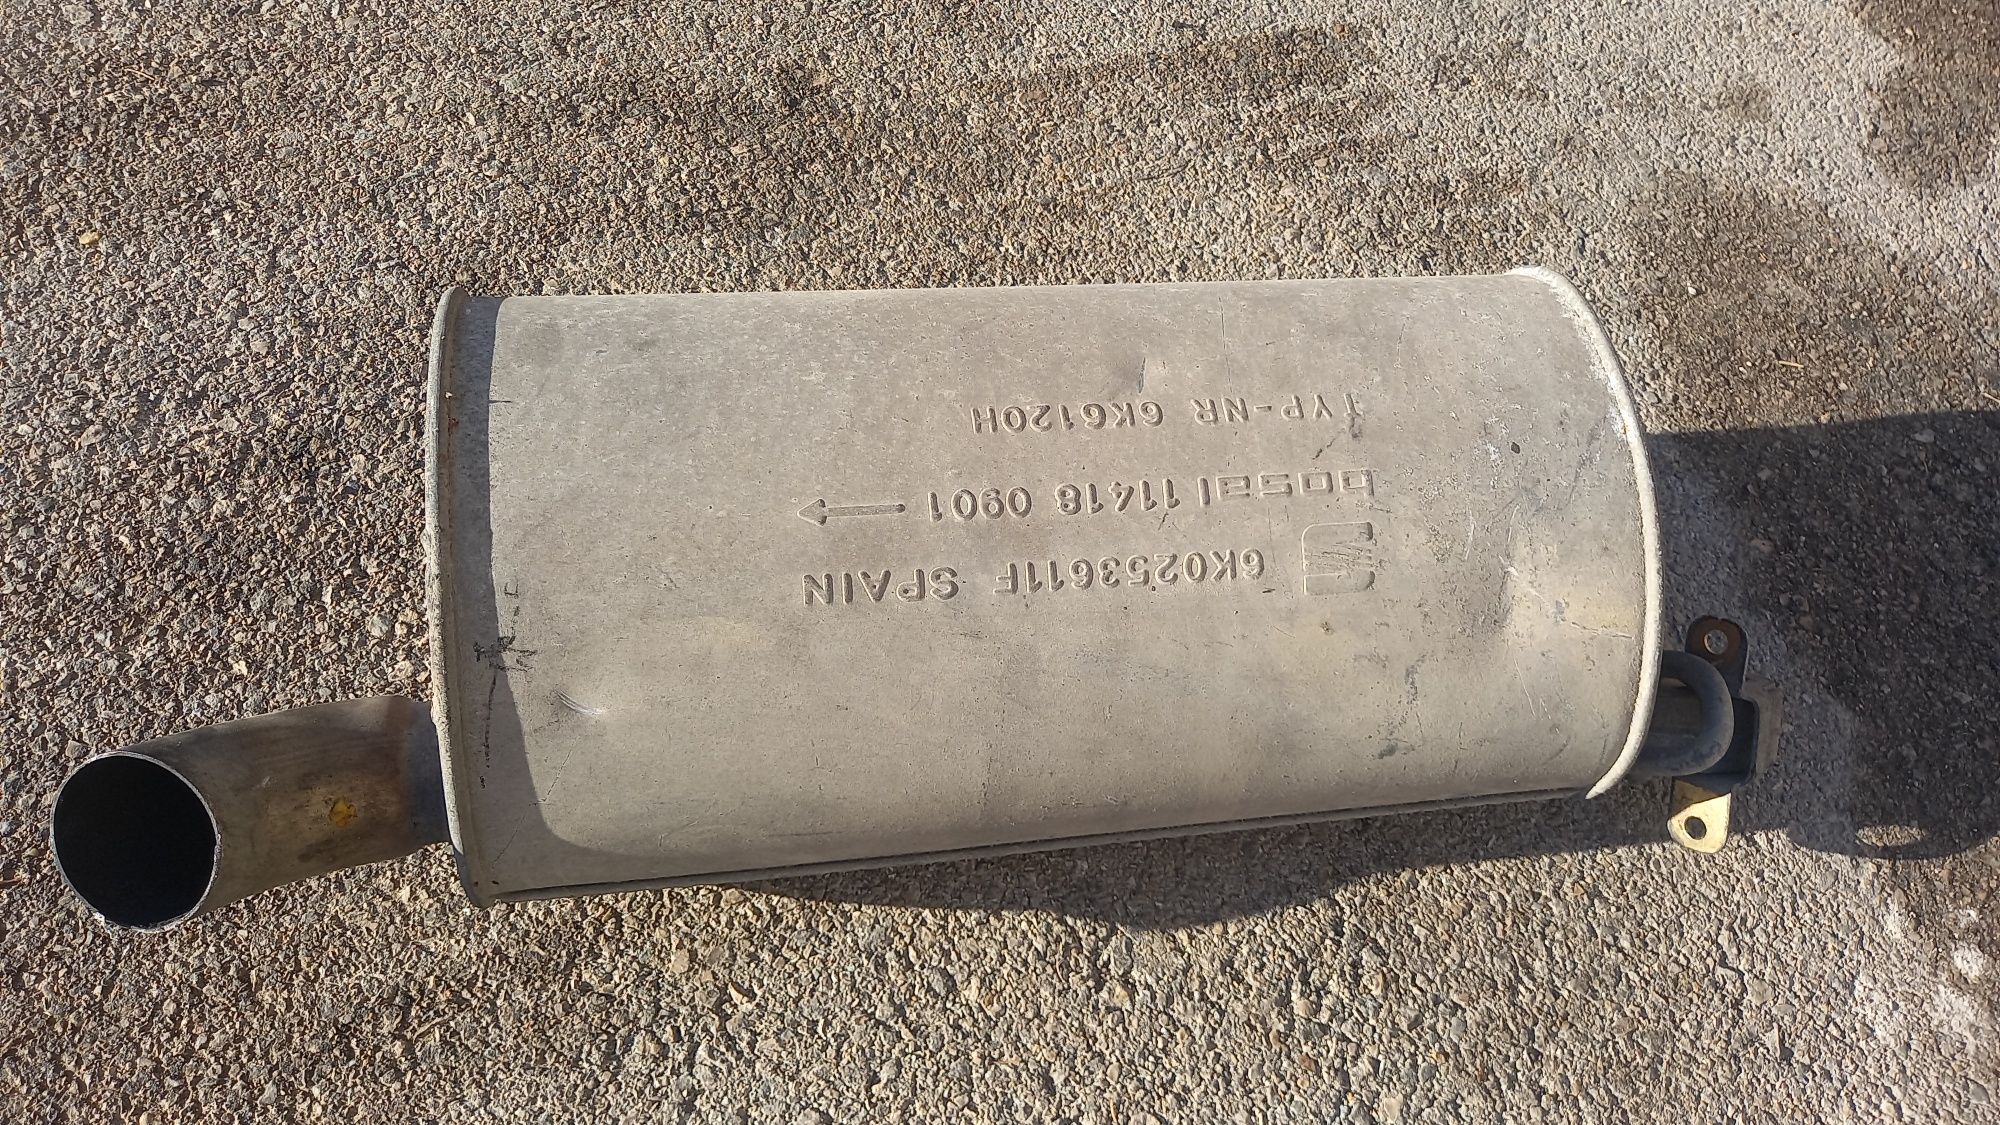 6K0253611F SPAIN
bosal 11418 0901
TYP-NR 6K6120H